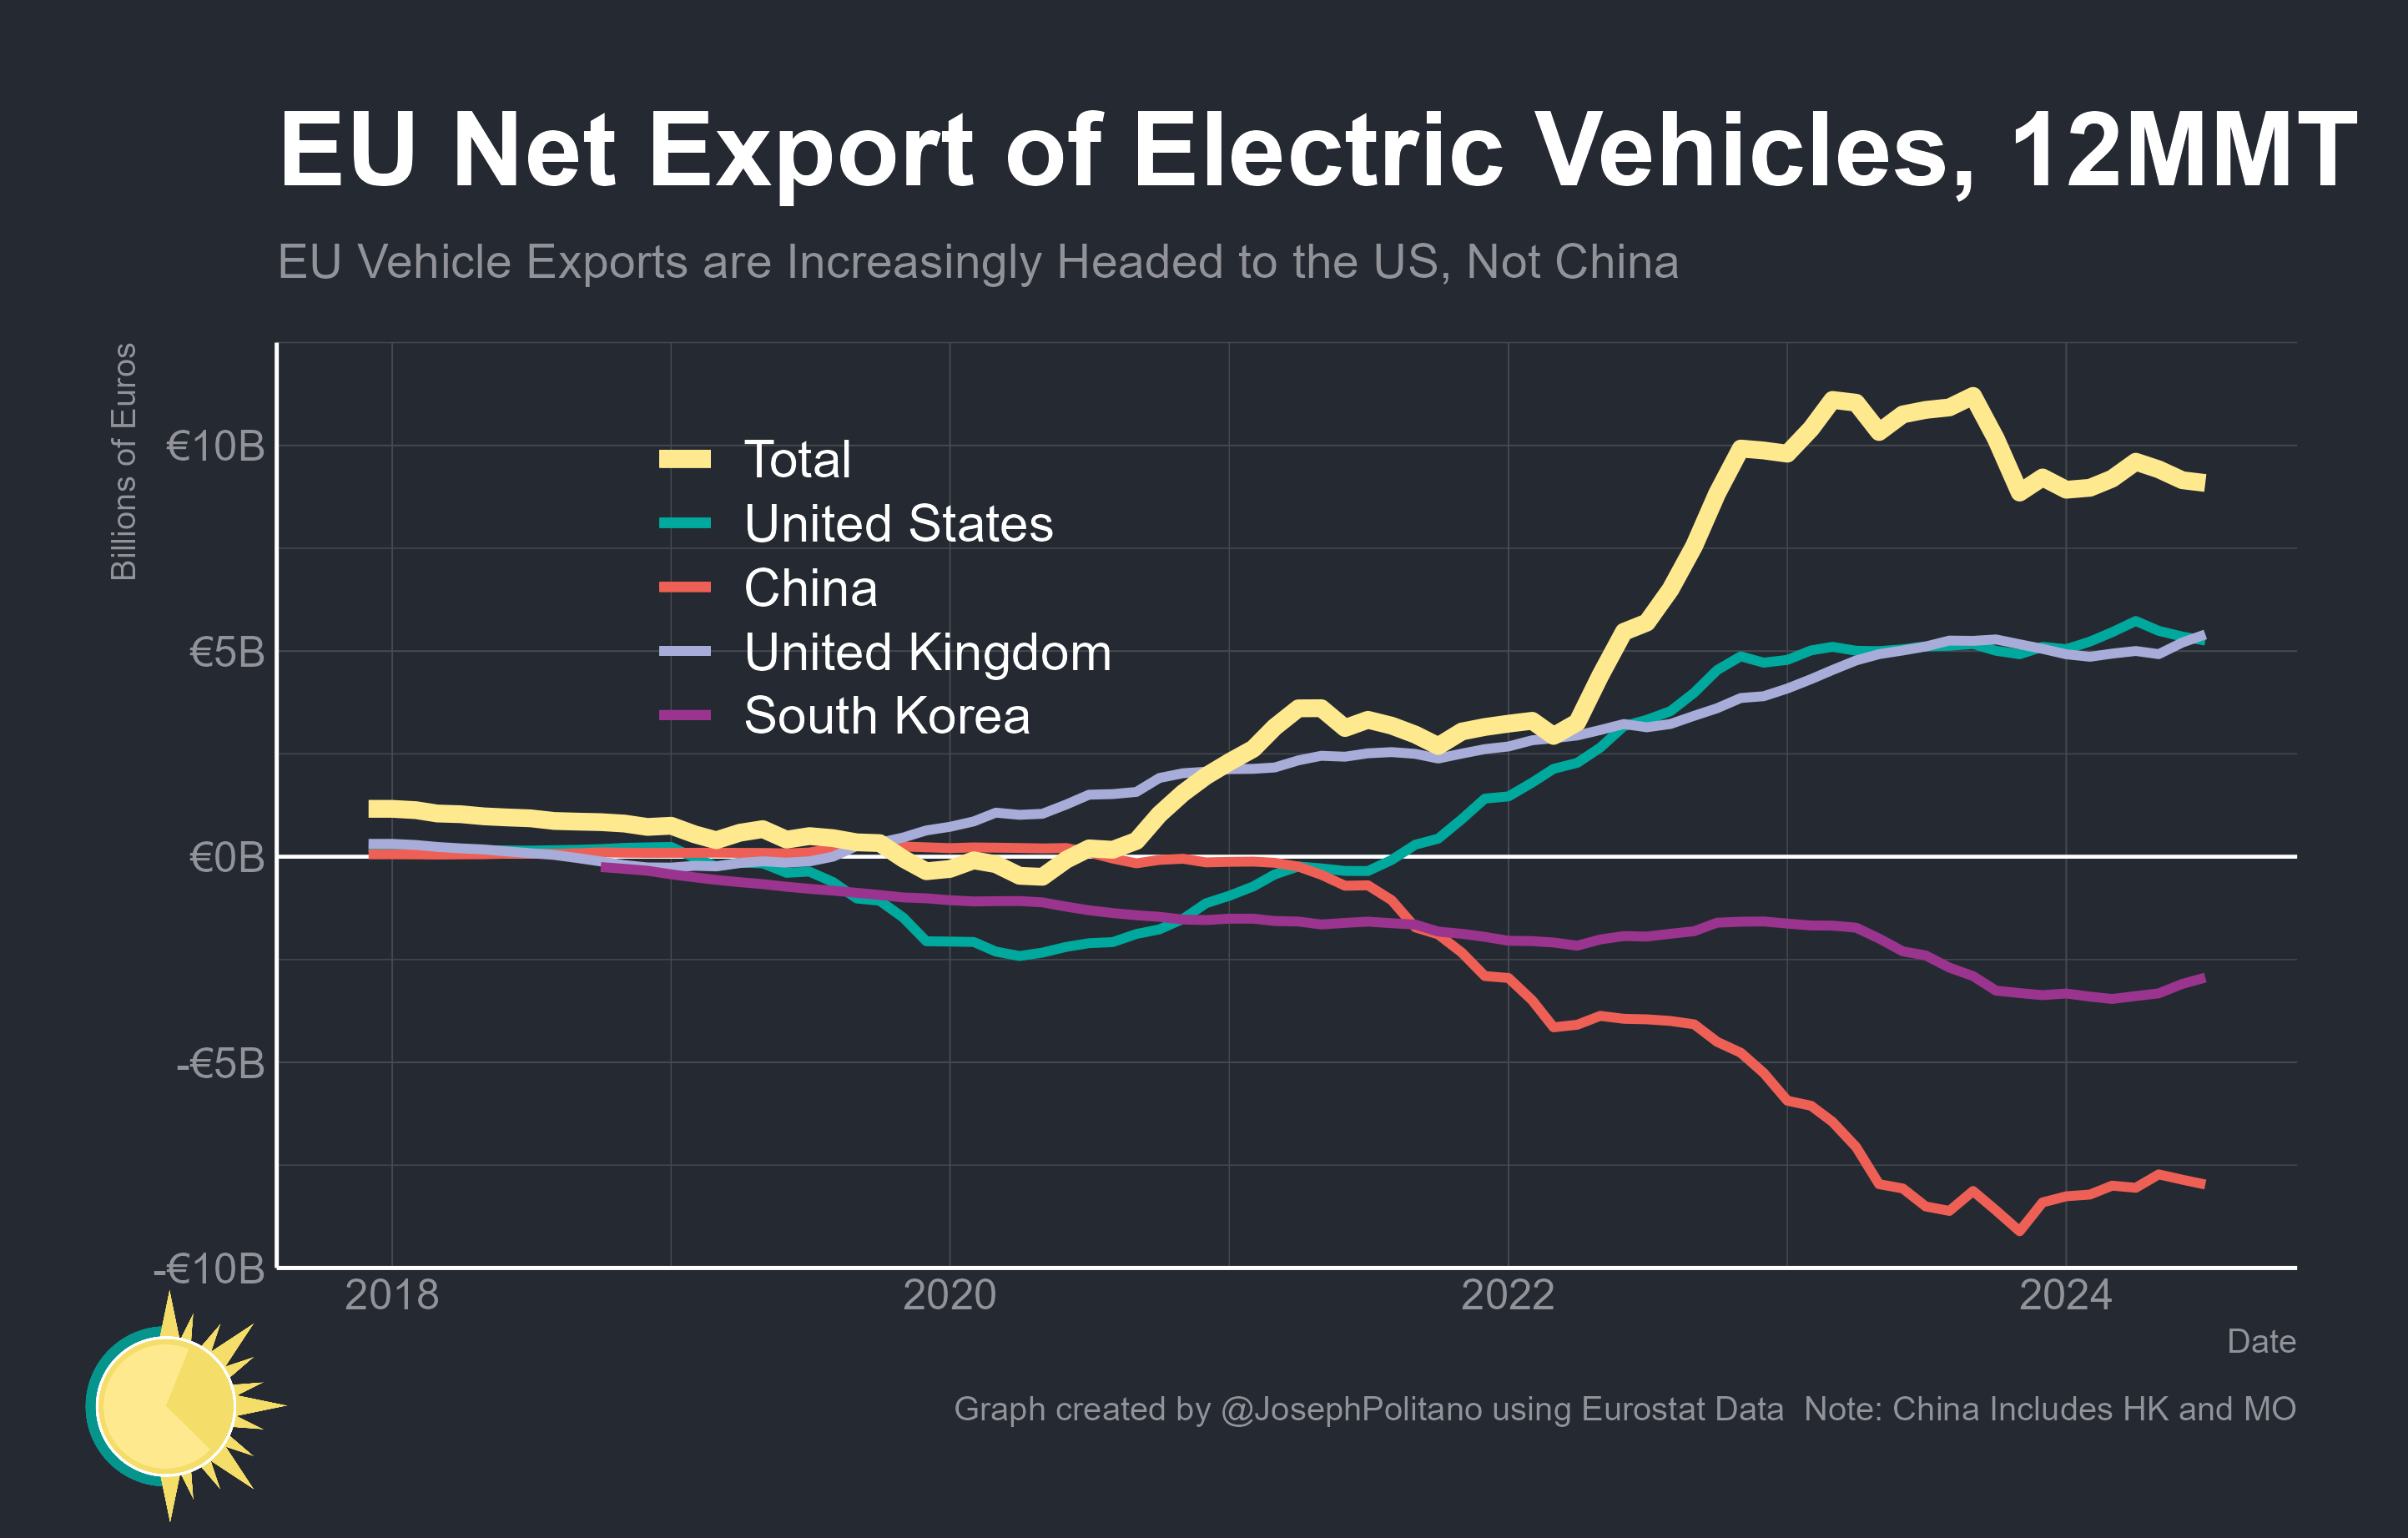 EU Net Export of Electric Vehicles, 12MMT
EU Vehicle Exports are Increasingly Headed to the US, Not China
Billions of Euros
€10B
€5B
€0B
-€5B
-€10B
Total
United States
China
United Kingdom
South Korea
2018
2020
2022
2024
Date
Graph created by @JosephPolitano using Eurostat Data  Note: China Includes HK and MO